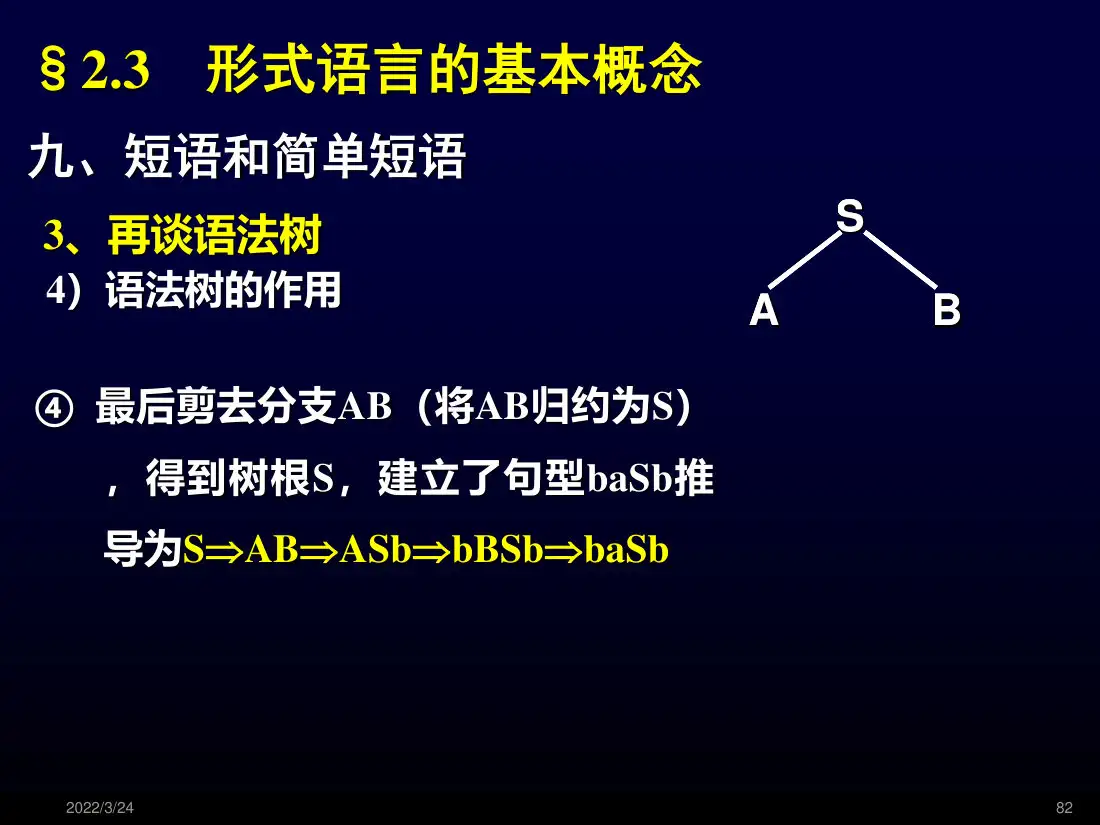 §2.3 形式语言的基本概念
九、短语和简单短语
3、再谈语法树
4）语法树的作用
S
A B
④ 最后剪去分支AB（将AB归约为S）
，得到树根S，建立了句型baSb推
导为S⇒AB⇒ASb⇒bBSb⇒baSb
2022/3/24 82